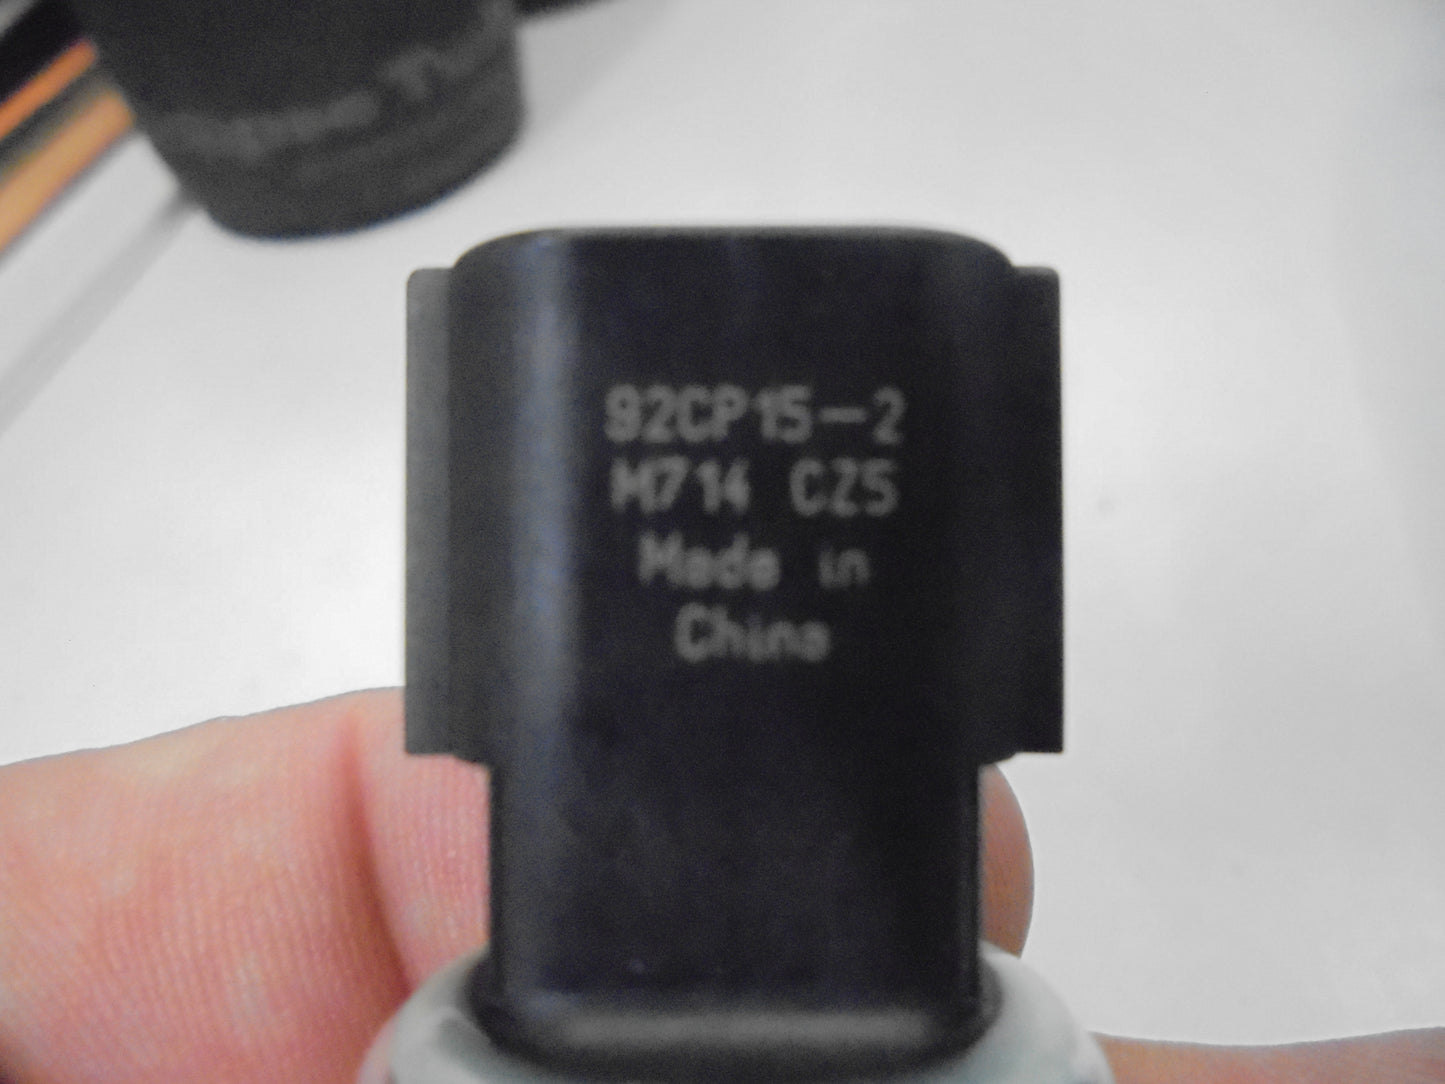 92CP15-2
M714 CZ5
Made in
China